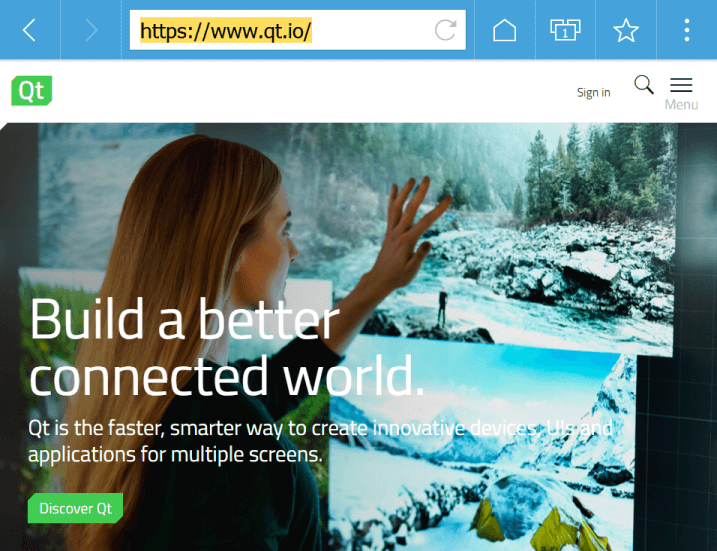 https://www.qt.io/
1
Qt
Sign in
Menu
Build a better
connected world.
Qt is the faster, smarter way to create innovative devices, UIs and
applications for multiple screens.
Discover Qt